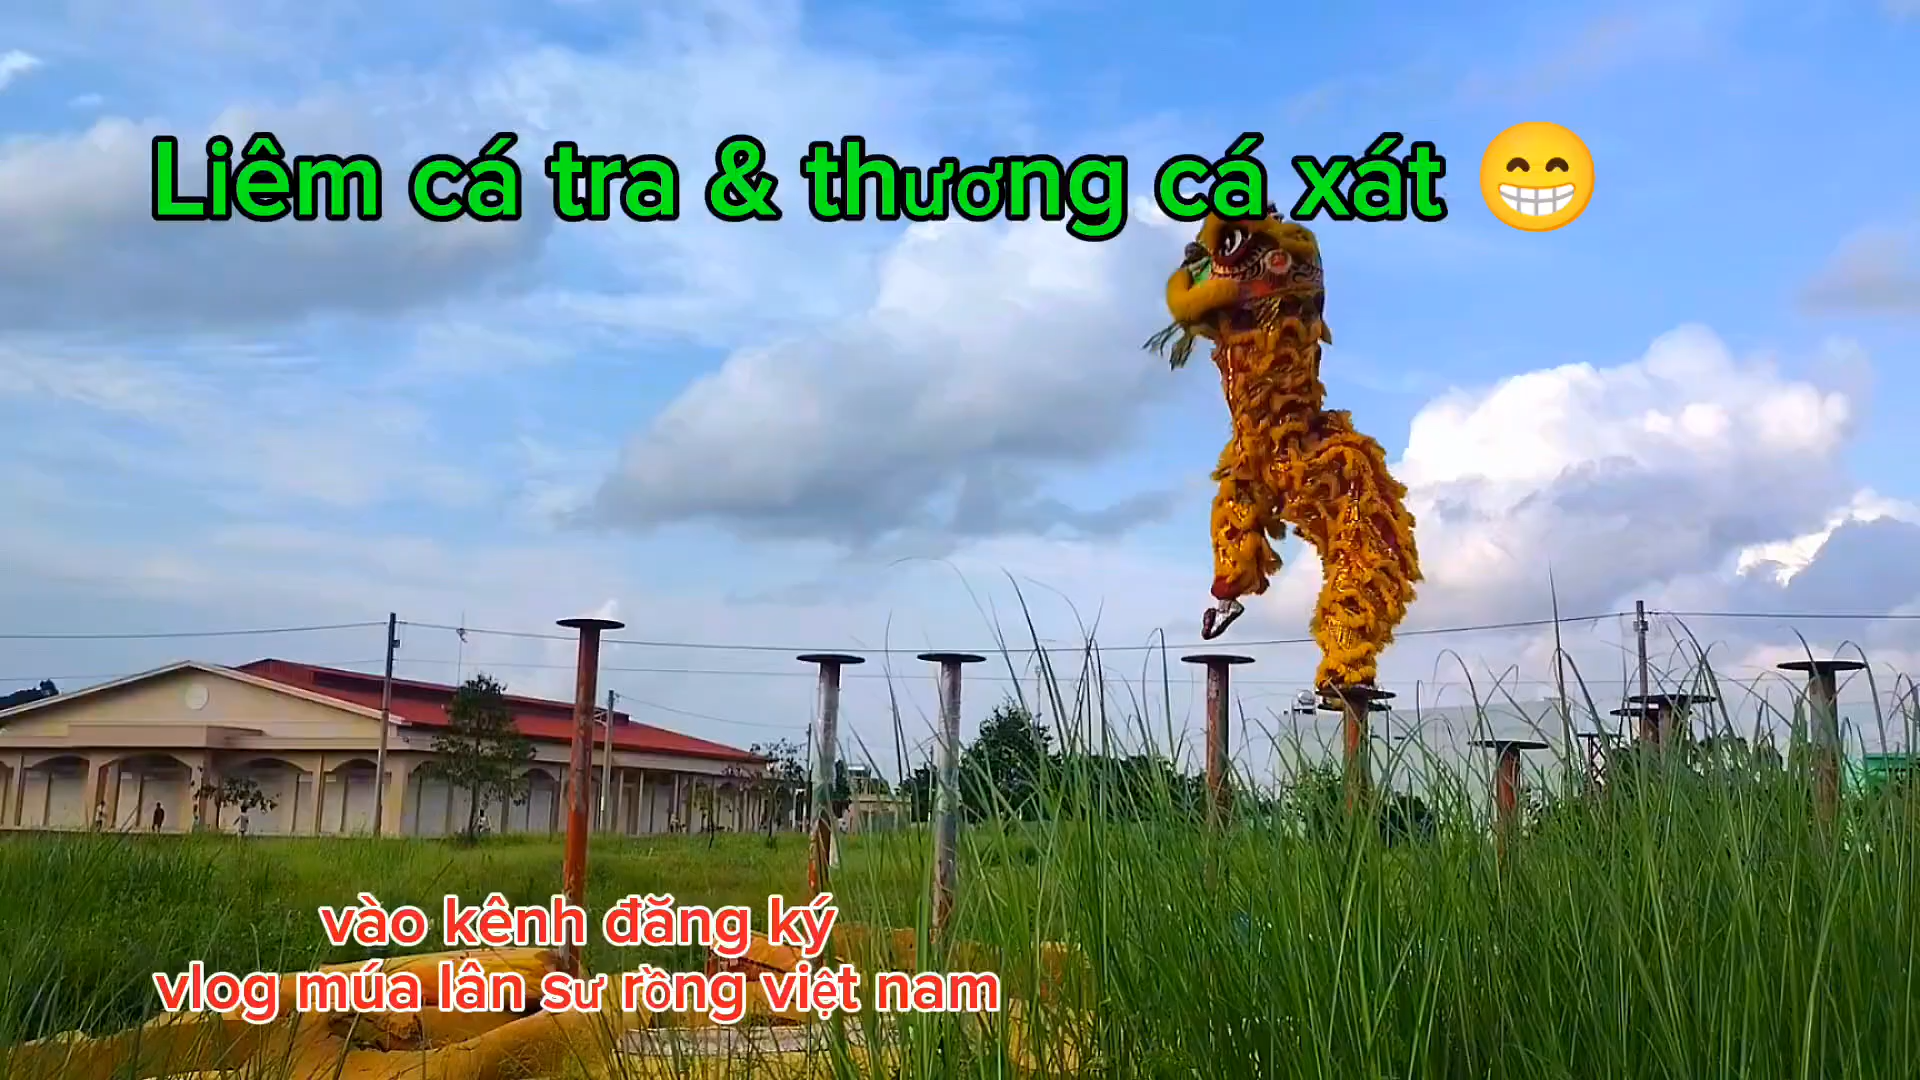 Liêm cá tra & thương cá xát 😁
vào kênh đăng ký
vlog múa lân sư rồng việt nam